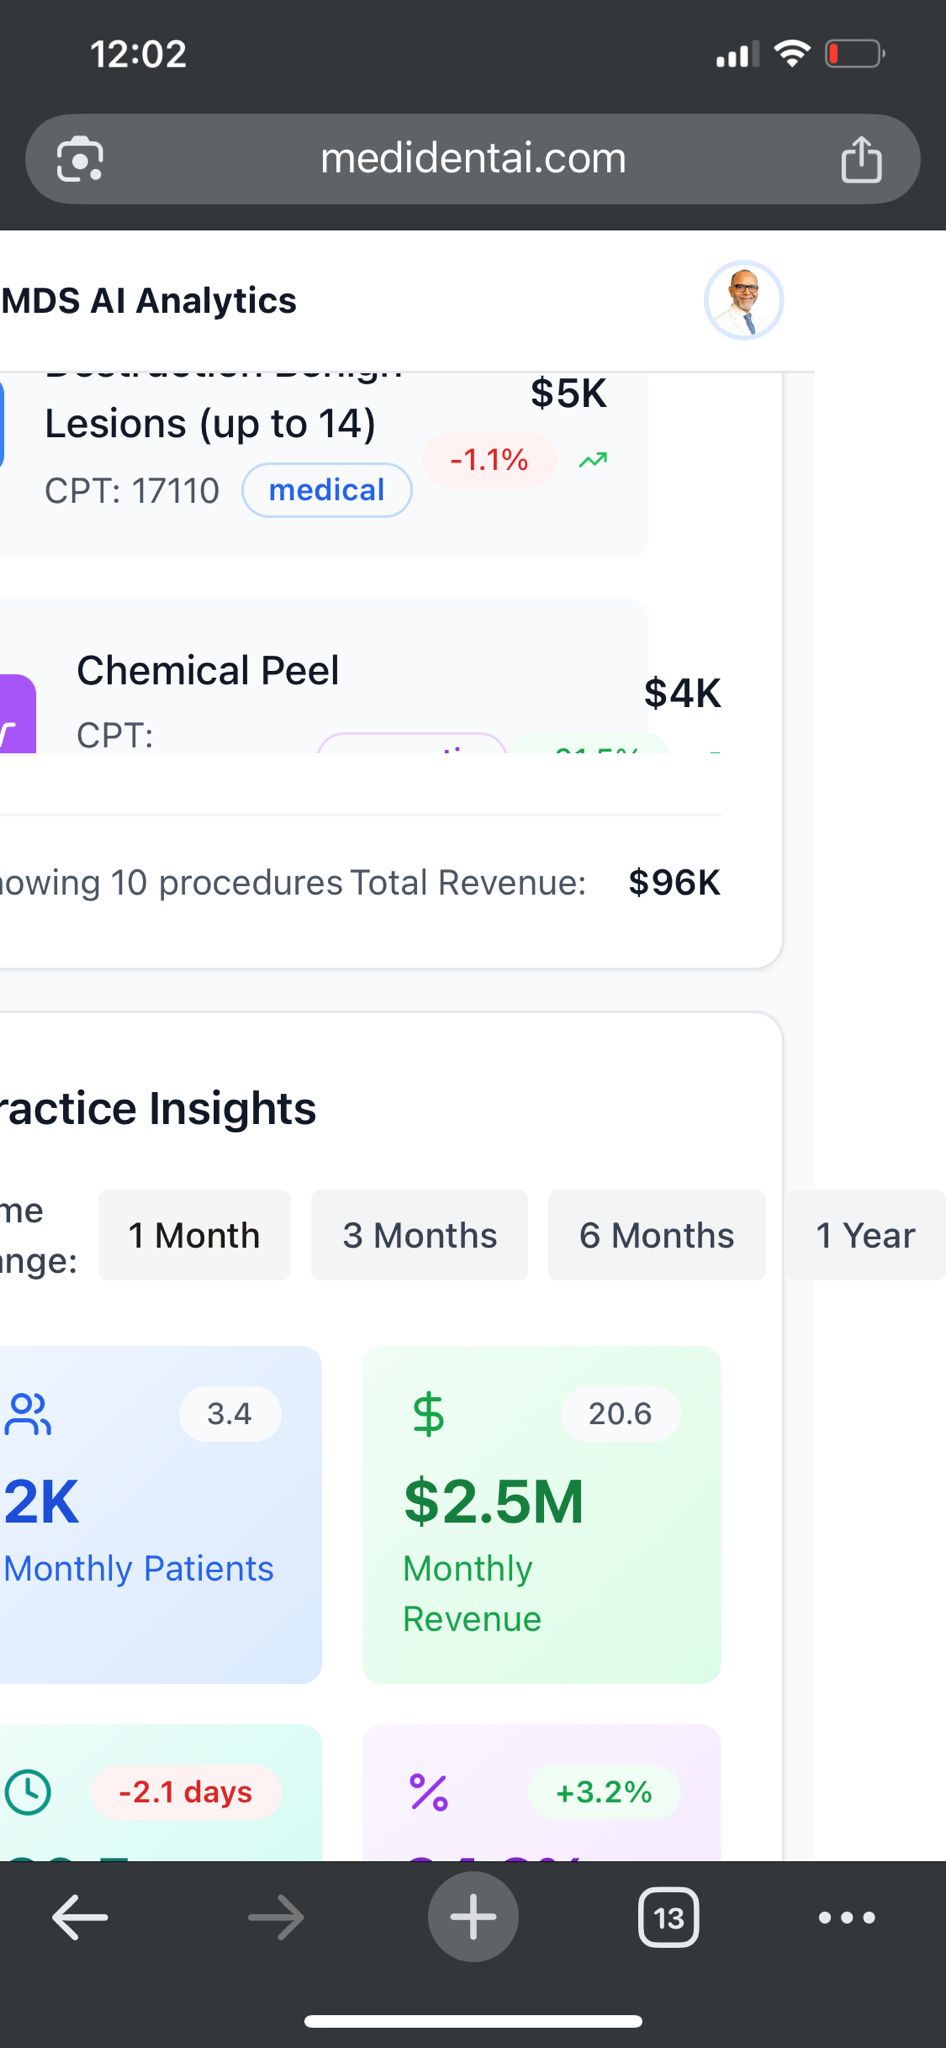 12:02
medidentai.com
MDS AI Analytics
Destruction Benign
Lesions (up to 14)
$5K
-1.1%
CPT: 17110
medical
Chemical Peel
$4K
CPT:
owing 10 procedures Total Revenue: $96K
ractice Insights
me
nge:
1 Month
3 Months
6 Months
1 Year
3.4
2K
Monthly Patients
20.6
$2.5M
Monthly
Revenue
-2.1 days
+3.2%
13